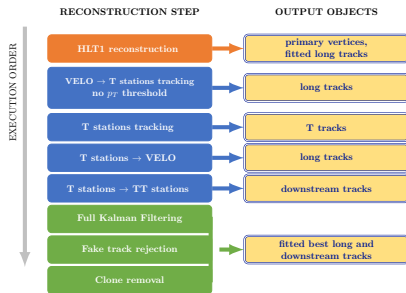 RECONSTRUCTION STEP
OUTPUT OBJECTS
EXECUTION ORDER
HLT1 reconstruction
primary vertices,
fitted long tracks
VELO → T stations tracking
no pT threshold
long tracks
T stations tracking
T tracks
T stations → VELO
long tracks
T stations → TT stations
downstream tracks
Full Kalman Filtering
Fake track rejection
Clone removal
fitted best long and
downstream tracks